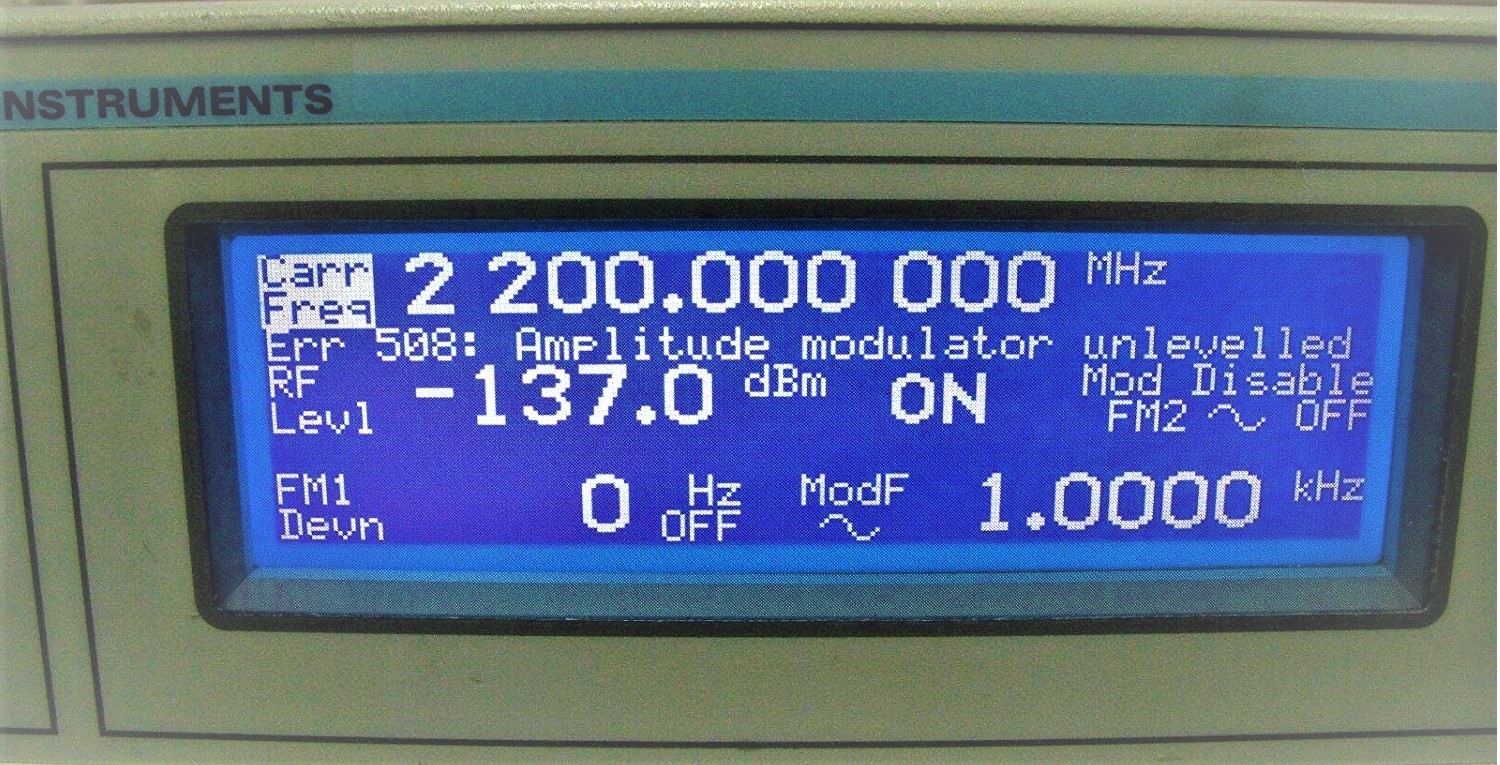 NSTRUMENTS
Carr Freq 2 200.000 000 MHz
Err 508: Amplitude modulator unlevelled
RF Levl -137.0 dBm ON Mod Disable
FM2 OFF
FM1 Devn 0 Hz OFF ModF 1.0000 kHz